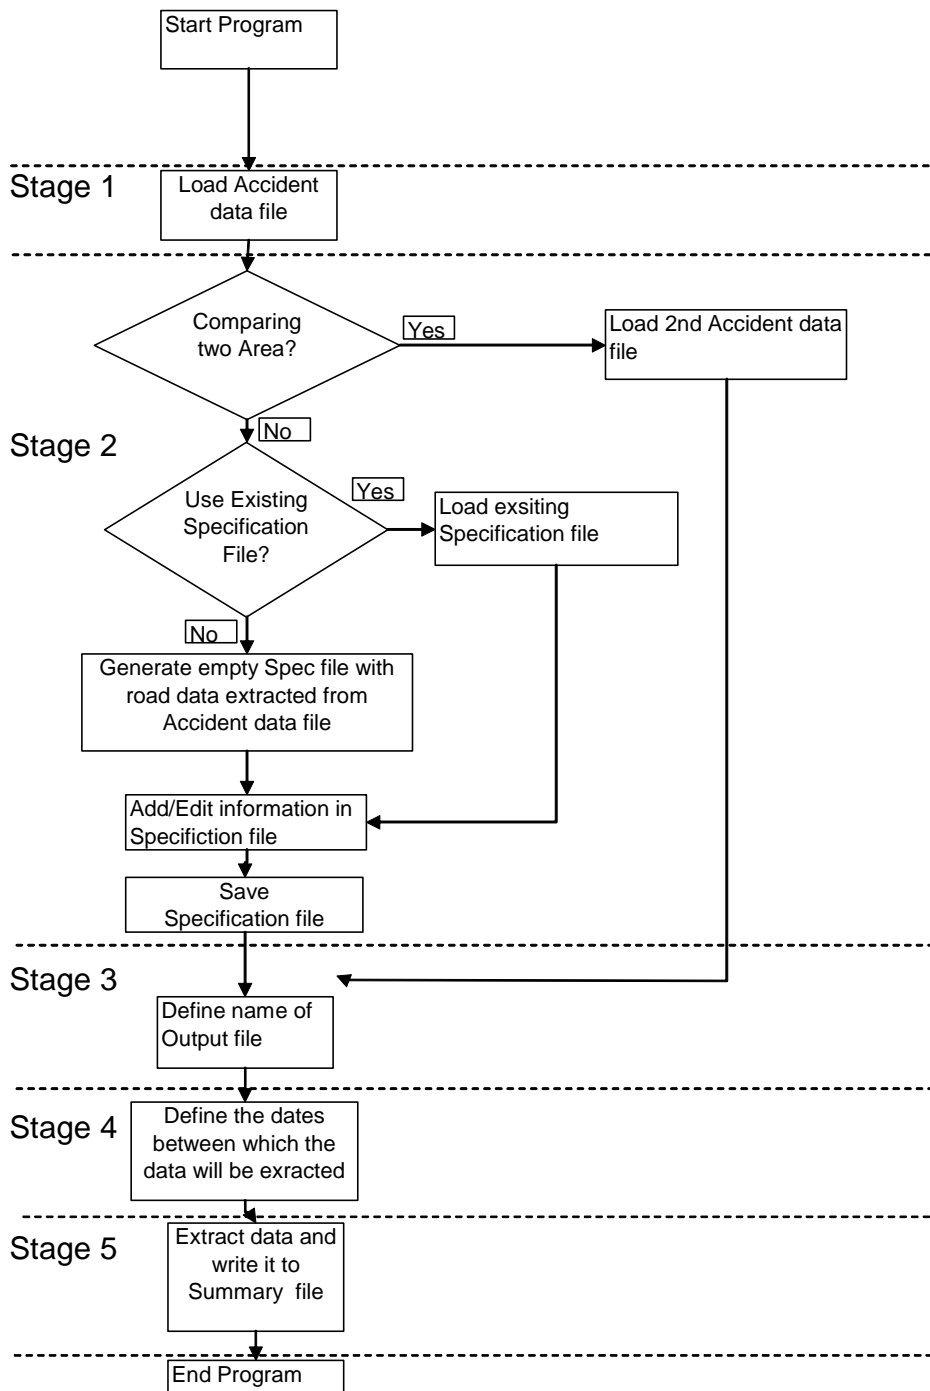 Start Program
Stage 1
Load Accident
data file
Comparing
two Area?
Yes
Load 2nd Accident data
file
No
Stage 2
Use Existing
Specification
File?
Yes
Load exsiting
Specification file
No
Generate empty Spec file with
road data extracted from
Accident data file
Add/Edit information in
Specifiction file
Save
Specification file
Stage 3
Define name of
Output file
Stage 4
Define the dates
between which the
data will be exracted
Stage 5
Extract data and
write it to
Summary file
End Program